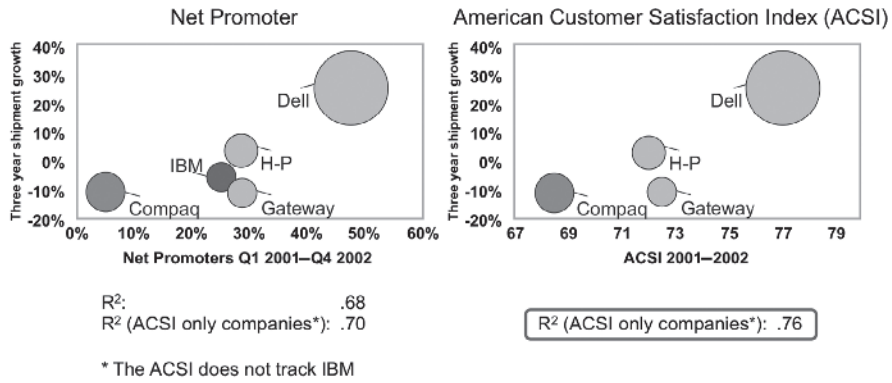 Net Promoter
Three year shipment growth
40%
30%
20%
10%
0%
-10%
-20%
Dell
IBM
H-P
Compaq
Gateway
0% 10% 20% 30% 40% 50% 60%
Net Promoters Q1 2001–Q4 2002
R²: .68
R² (ACSI only companies*): .70
* The ACSI does not track IBM
American Customer Satisfaction Index (ACSI)
Three year shipment growth
40%
30%
20%
10%
0%
-10%
-20%
Dell
H-P
Compaq
Gateway
67 69 71 73 75 77 79
ACSI 2001–2002
R² (ACSI only companies*): .76